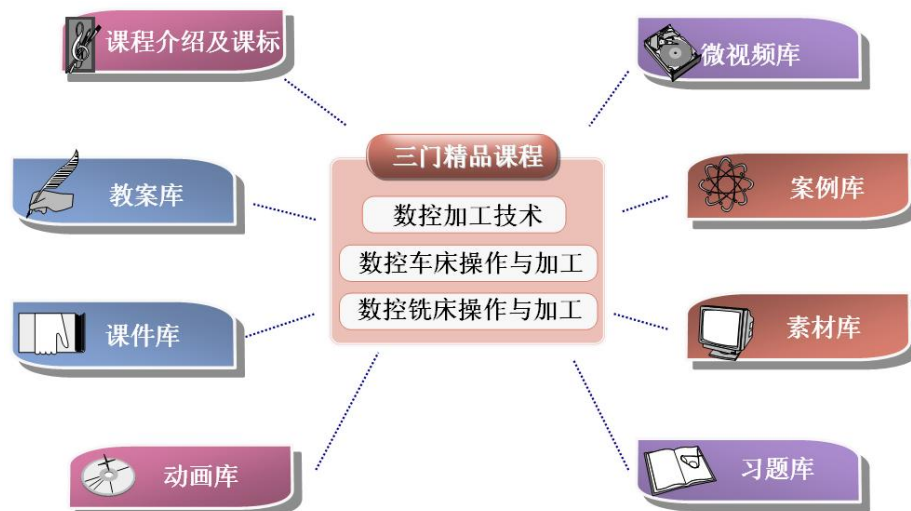 课程介绍及课标
微视频库
三门精品课程
教案库
案例库
数控加工技术
数控车床操作与加工
数控铣床操作与加工
课件库
素材库
动画库
习题库